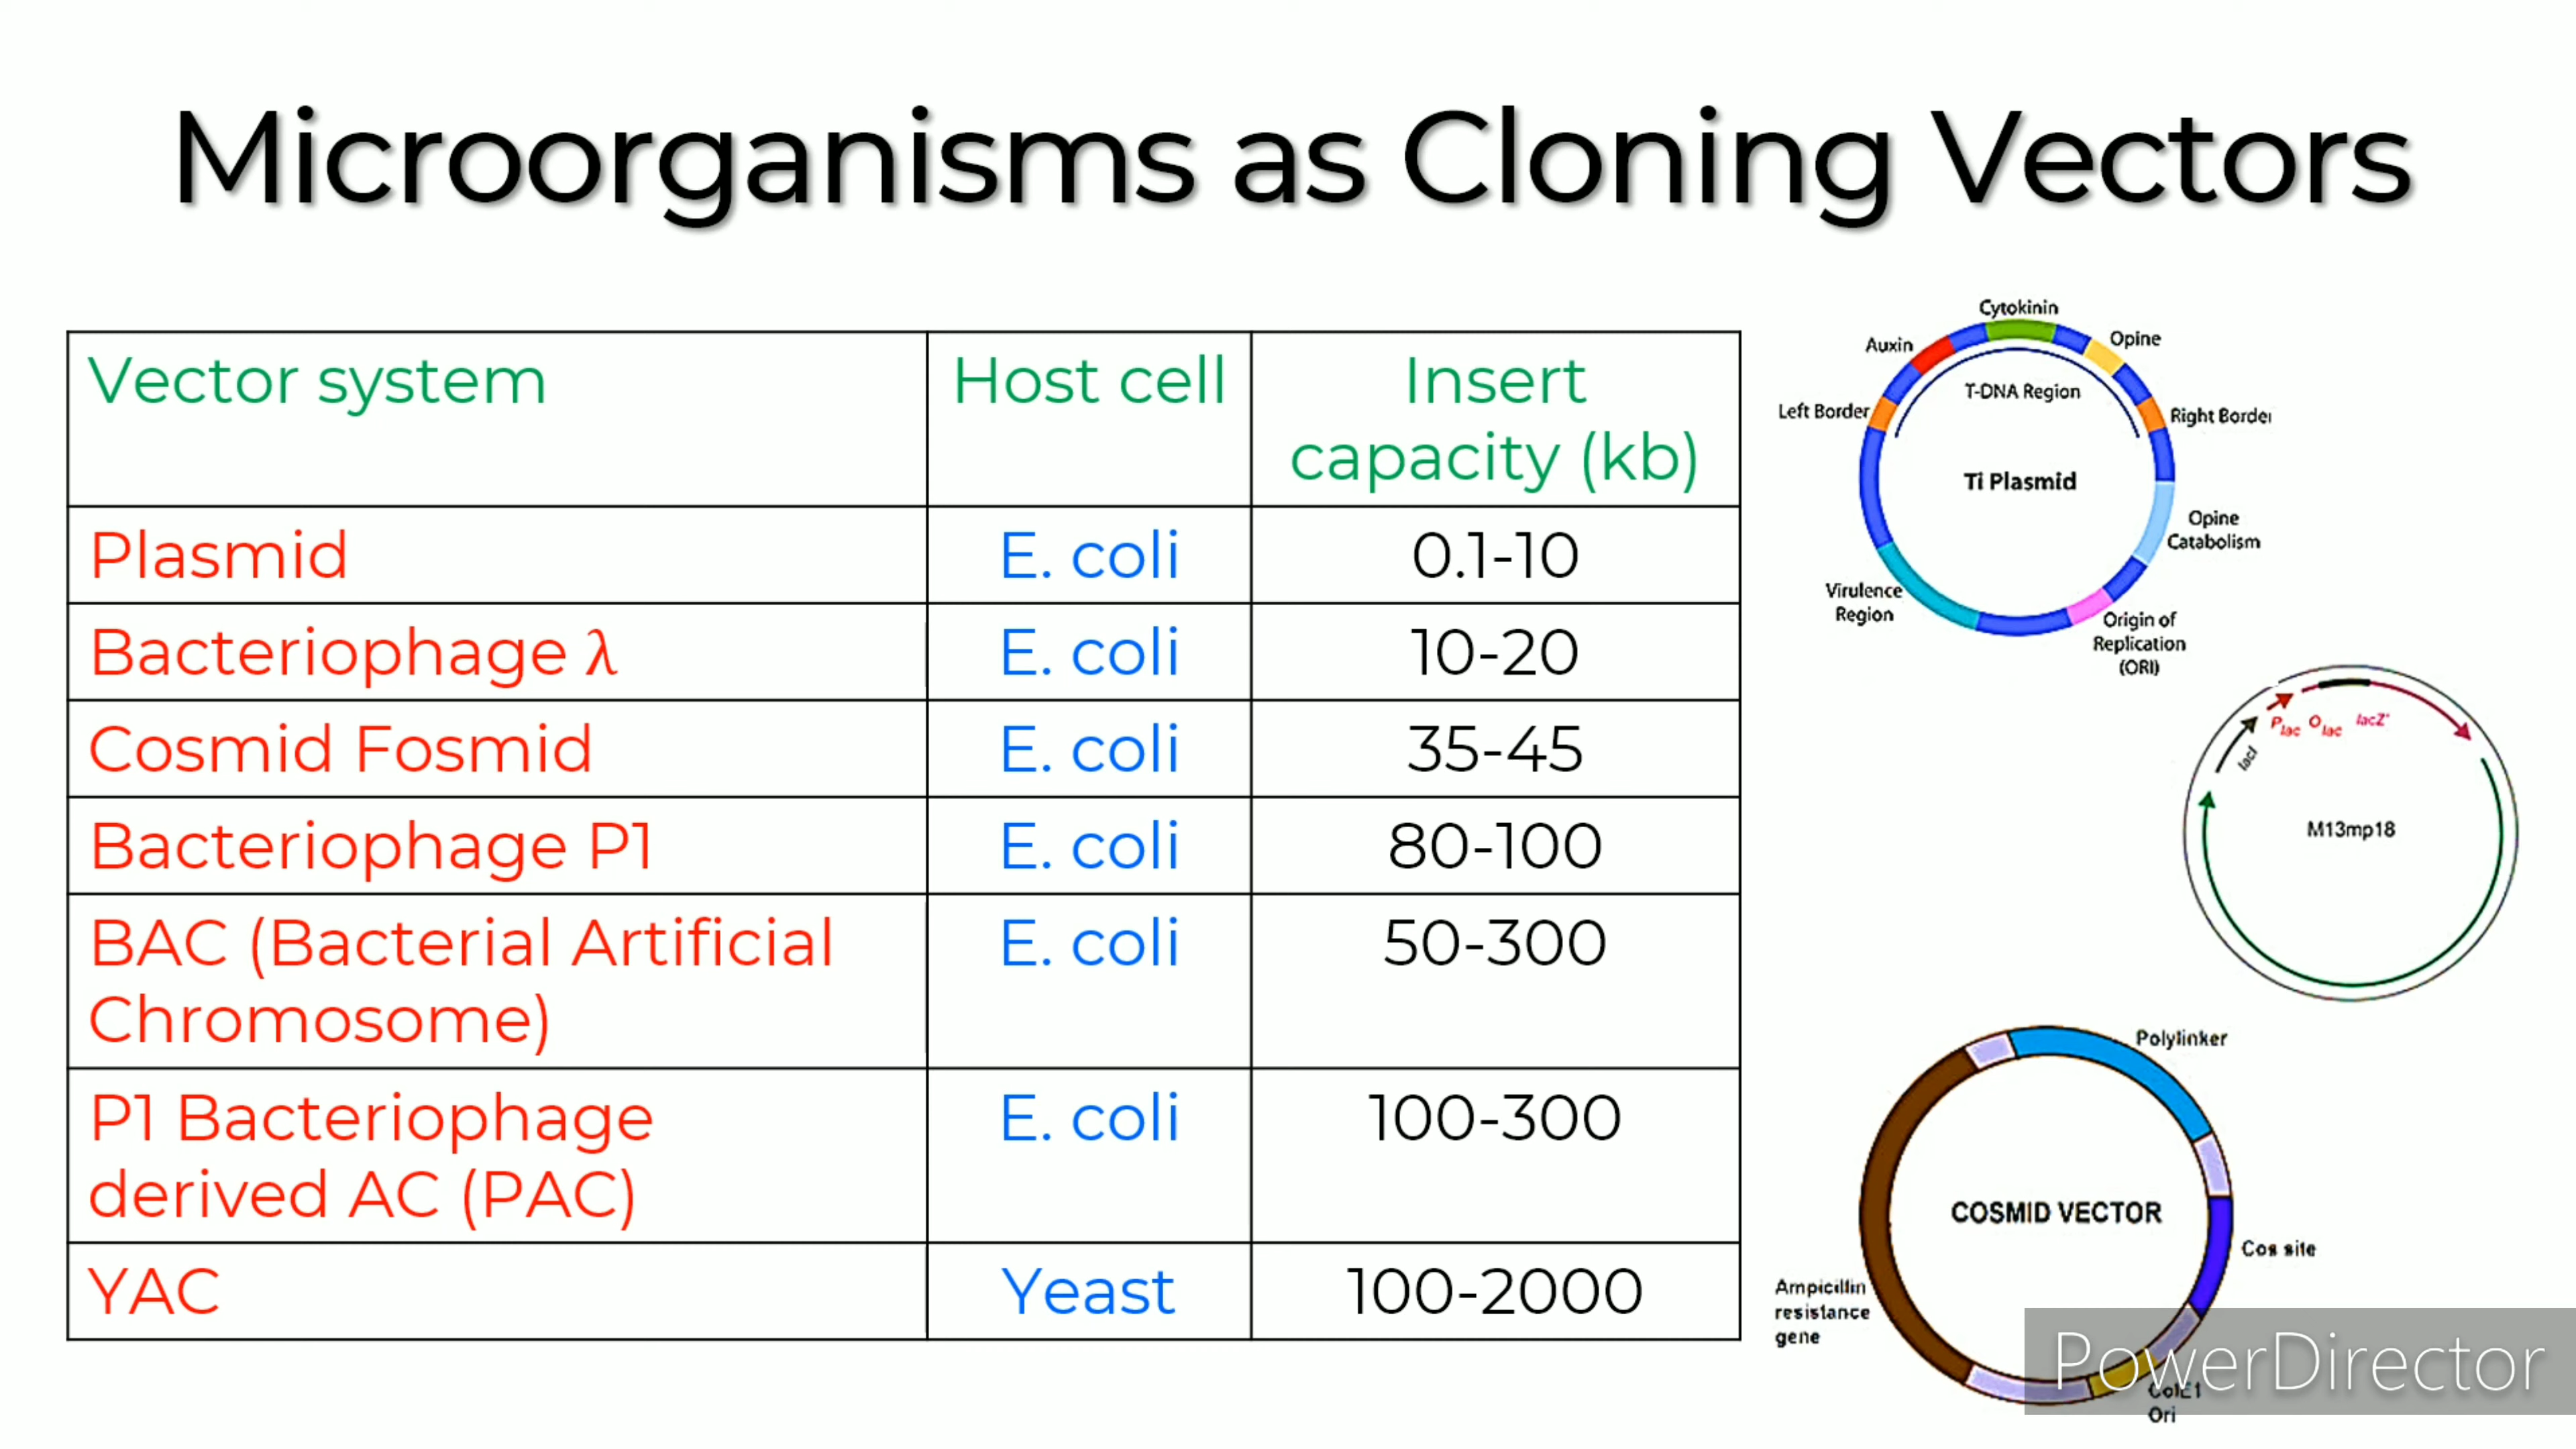 Microorganisms as Cloning Vectors
Vector system
Host cell
Insert
capacity (kb)
Plasmid
E. coli
0.1-10
Bacteriophage λ
E. coli
10-20
Cosmid Fosmid
E. coli
35-45
Bacteriophage P1
E. coli
80-100
BAC (Bacterial Artificial
Chromosome)
E. coli
50-300
P1 Bacteriophage
derived AC (PAC)
E. coli
100-300
YAC
Yeast
100-2000
Cytokinin
Auxin
Opine
T-DNA Region
Left Border
Right Border
Ti Plasmid
Opine
Catabolism
Virulence
Region
Origin of
Replication
(ORI)
Plac Olac lacZ'
lacI
M13mp18
Polylinker
COSMID VECTOR
Cos site
Ampicillin
resistance
gene
ColE1
Ori
PowerDirector